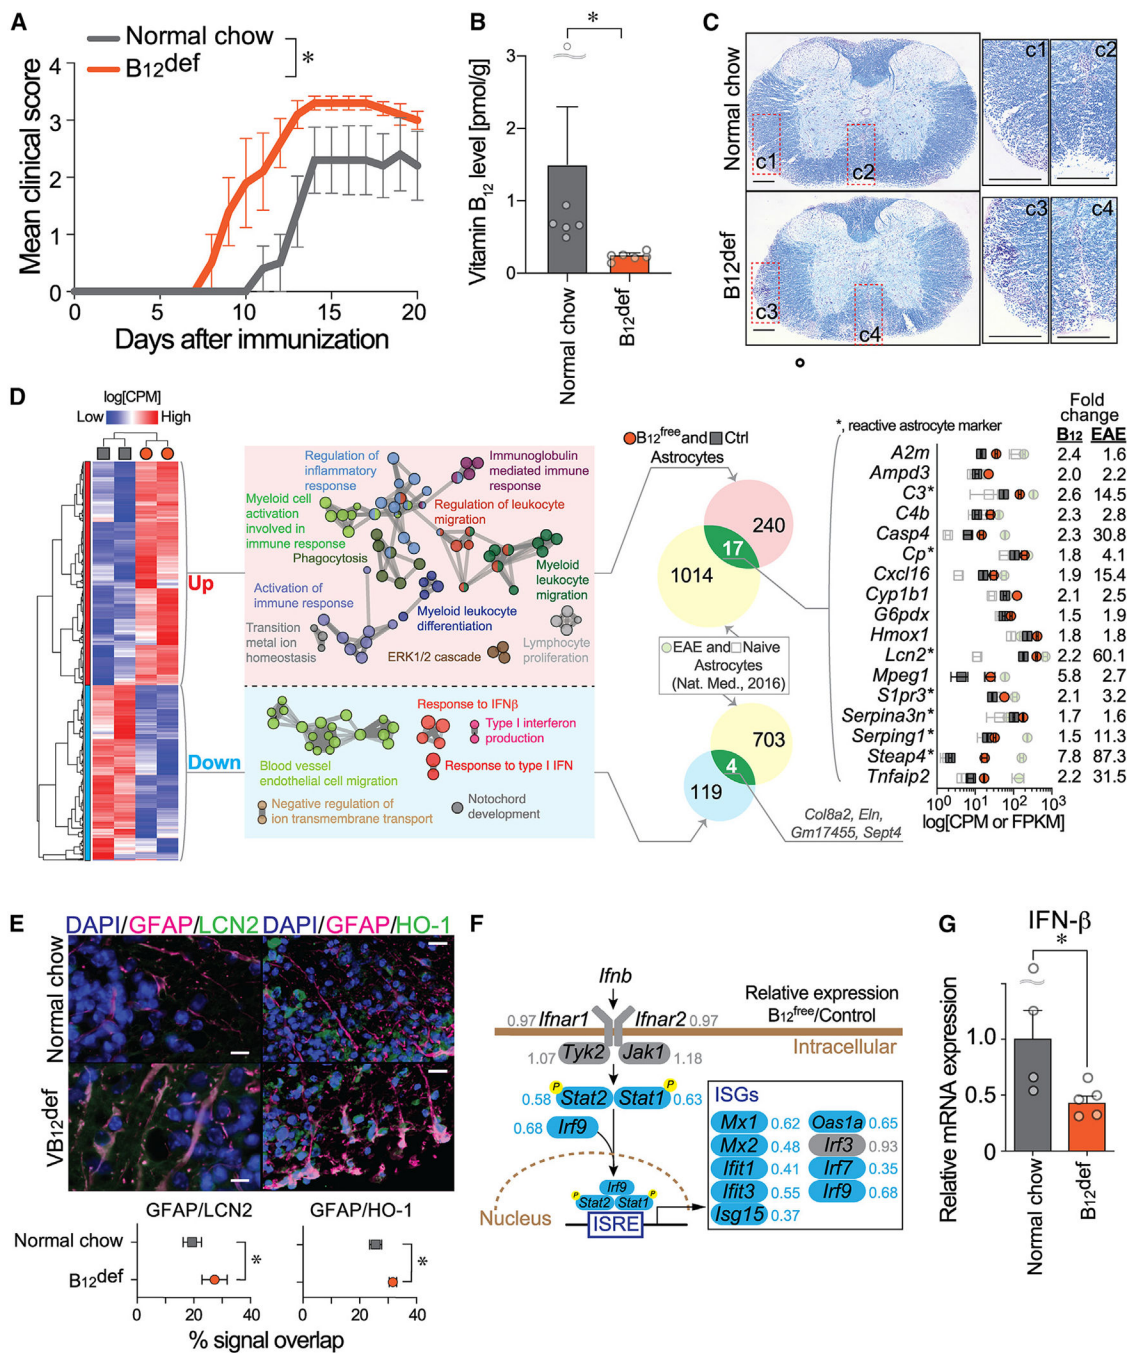 A
Normal chow
B12def
*
Mean clinical score
4
3
2
1
0
0
5
10
15
20
Days after immunization
B
*
Vitamin B12 level [pmol/g]
3
2
1
0
Normal chow
B12def
C
Normal chow
c1
c2
c1
c2
B12def
c3
c4
c3
c4
D
log[CPM]
Low
High
Up
Down
Regulation of
inflammatory
response
Immunoglobulin
mediated immune
response
Myeloid cell
activation
involved in
immune response
Regulation of leukocyte
migration
Phagocytosis
Myeloid
leukocyte
migration
Activation of
immune response
Myeloid leukocyte
differentiation
Transition
metal ion
homeostasis
ERK1/2 cascade
Lymphocyte
proliferation
Response to IFNβ
Type I interferon
production
Response to type I IFN
Blood vessel
endothelial cell migration
Negative regulation of
ion transmembrane transport
Notochord
development
B12free and Ctrl
Astrocytes
240
17
1014
EAE and Naive
Astrocytes
(Nat. Med., 2016)
703
4
119
Col8a2, Eln,
Gm17455, Sept4
*, reactive astrocyte marker
Fold
change
B12 EAE
A2m 2.4 1.6
Ampd3 2.0 2.2
C3* 2.6 14.5
C4b 2.3 2.8
Casp4 2.3 30.8
Cp* 1.8 4.1
Cxcl16 1.9 15.4
Cyp1b1 2.1 2.5
G6pdx 1.5 1.9
Hmox1 1.8 1.8
Lcn2* 2.2 60.1
Mpeg1 5.8 2.7
S1pr3* 2.1 3.2
Serpina3n* 1.7 1.6
Serping1* 1.5 11.3
Steap4* 7.8 87.3
Tnfaip2 2.2 31.5
100 101 102 103
log[CPM or FPKM]
E
DAPI/GFAP/LCN2 DAPI/GFAP/HO-1
Normal chow
VB12def
GFAP/LCN2
GFAP/HO-1
Normal chow
B12def
*
*
0 20 40
0 20 40
% signal overlap
F
Ifnb
Relative expression
B12free/Control
0.97 Ifnar1
Ifnar2 0.97
Intracellular
1.07 Tyk2
Jak1 1.18
P
P
0.58 Stat2
Stat1 0.63
0.68 Irf9
Nucleus
Irf9
P
Stat2
Stat1
P
ISRE
ISGs
Mx1 0.62
Oas1a 0.65
Mx2 0.48
Irf3 0.93
Ifit1 0.41
Irf7 0.35
Ifit3 0.55
Irf9 0.68
Isg15 0.37
G
IFN-β
*
Relative mRNA expression
1.0
0.5
0
Normal chow
B12def